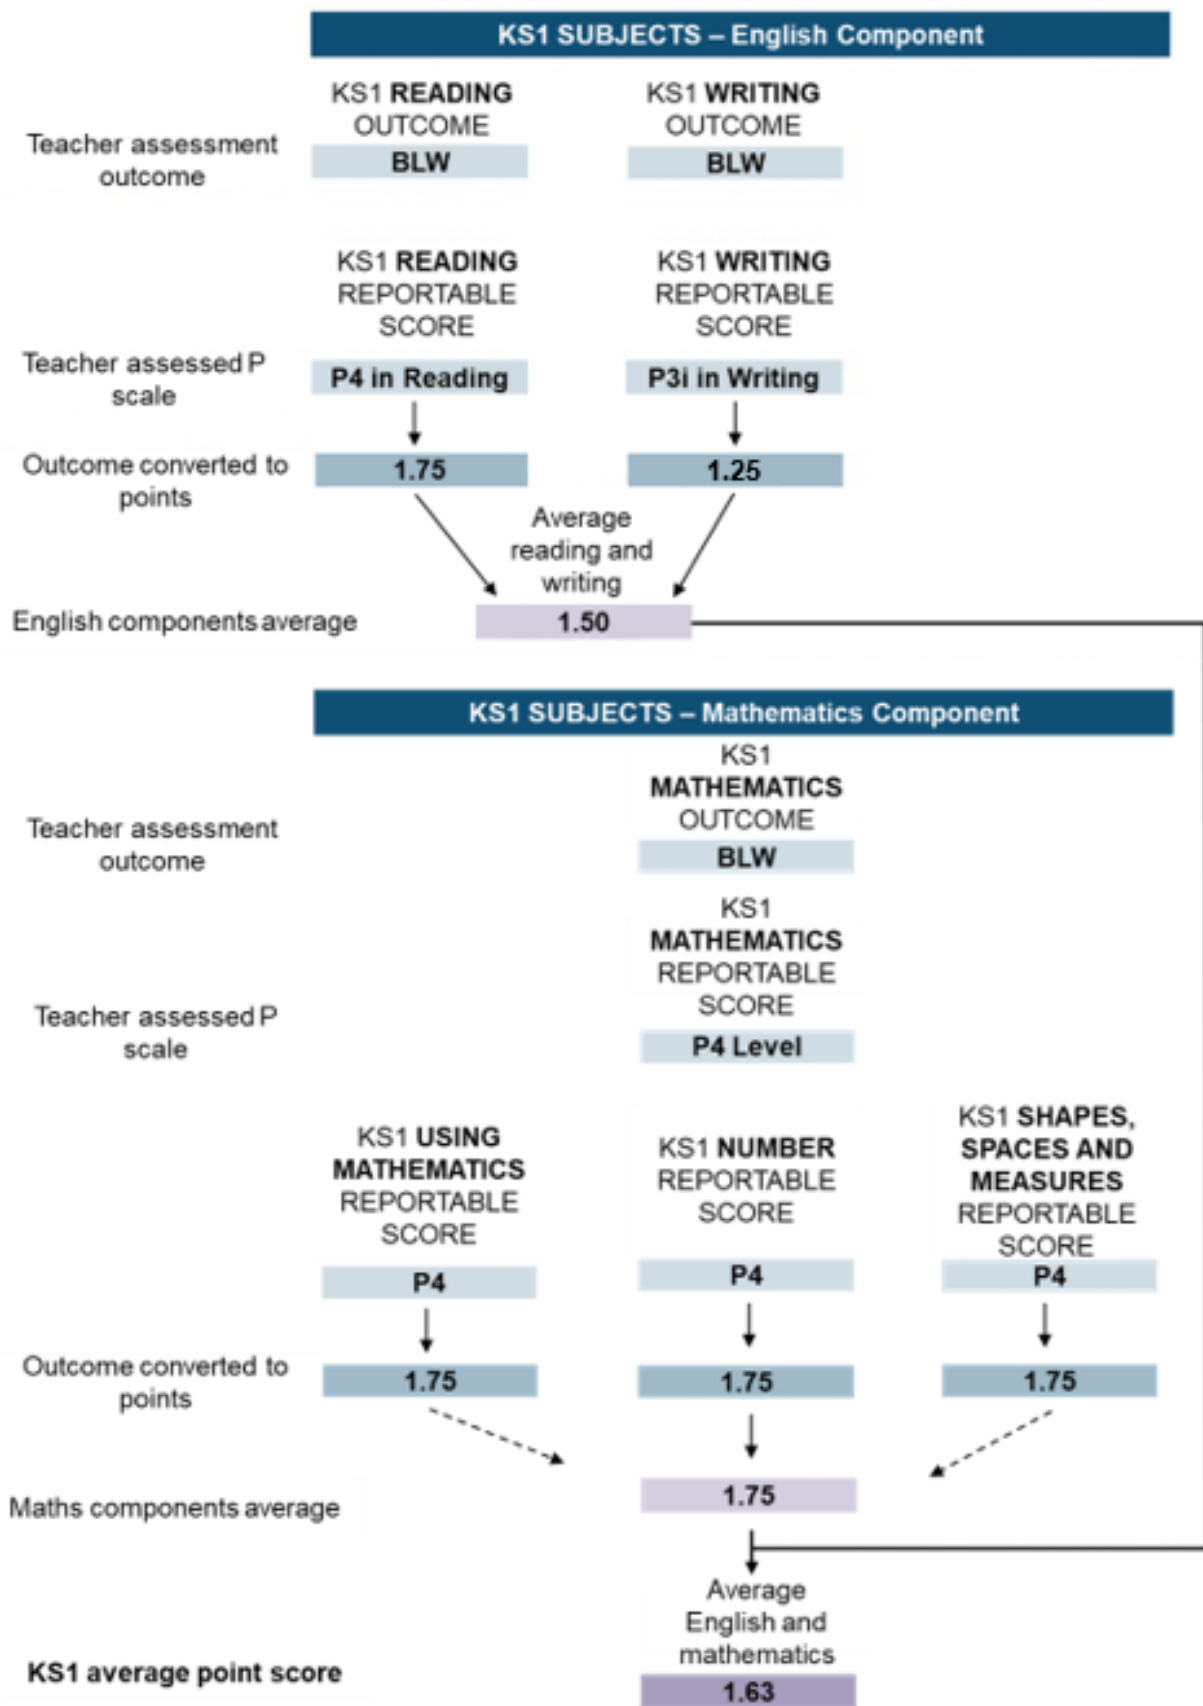 KS1 SUBJECTS – English Component
KS1 READING
OUTCOME
KS1 WRITING
OUTCOME
Teacher assessment
outcome
BLW
BLW
KS1 READING
REPORTABLE
SCORE
KS1 WRITING
REPORTABLE
SCORE
Teacher assessed P
scale
P4 in Reading
P3i in Writing
Outcome converted to
points
1.75
1.25
Average
reading and
writing
English components average
1.50
KS1 SUBJECTS – Mathematics Component
KS1
MATHEMATICS
OUTCOME
Teacher assessment
outcome
BLW
KS1
MATHEMATICS
REPORTABLE
SCORE
Teacher assessed P
scale
P4 Level
KS1 USING
MATHEMATICS
REPORTABLE
SCORE
KS1 NUMBER
REPORTABLE
SCORE
KS1 SHAPES,
SPACES AND
MEASURES
REPORTABLE
SCORE
P4
P4
P4
Outcome converted to
points
1.75
1.75
1.75
Maths components average
1.75
Average
English and
mathematics
KS1 average point score
1.63